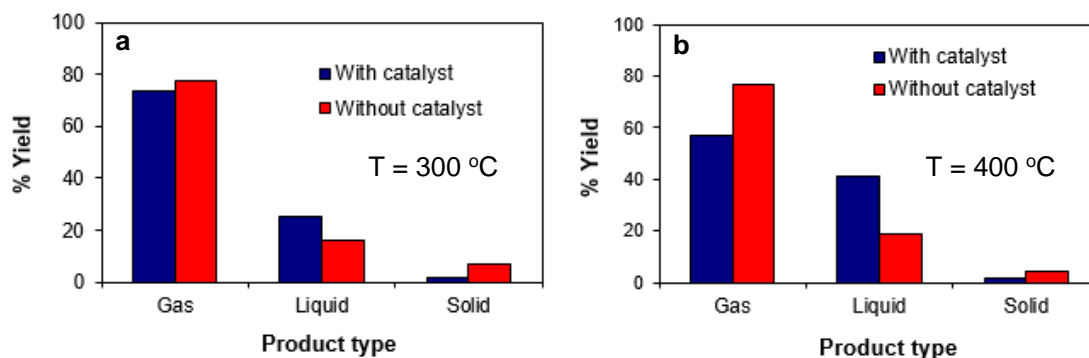 a
100
80
60
40
20
0
% Yield
With catalyst
Without catalyst
T = 300 °C
Gas Liquid Solid
Product type
b
100
80
60
40
20
0
% Yield
With catalyst
Without catalyst
T = 400 °C
Gas Liquid Solid
Product type